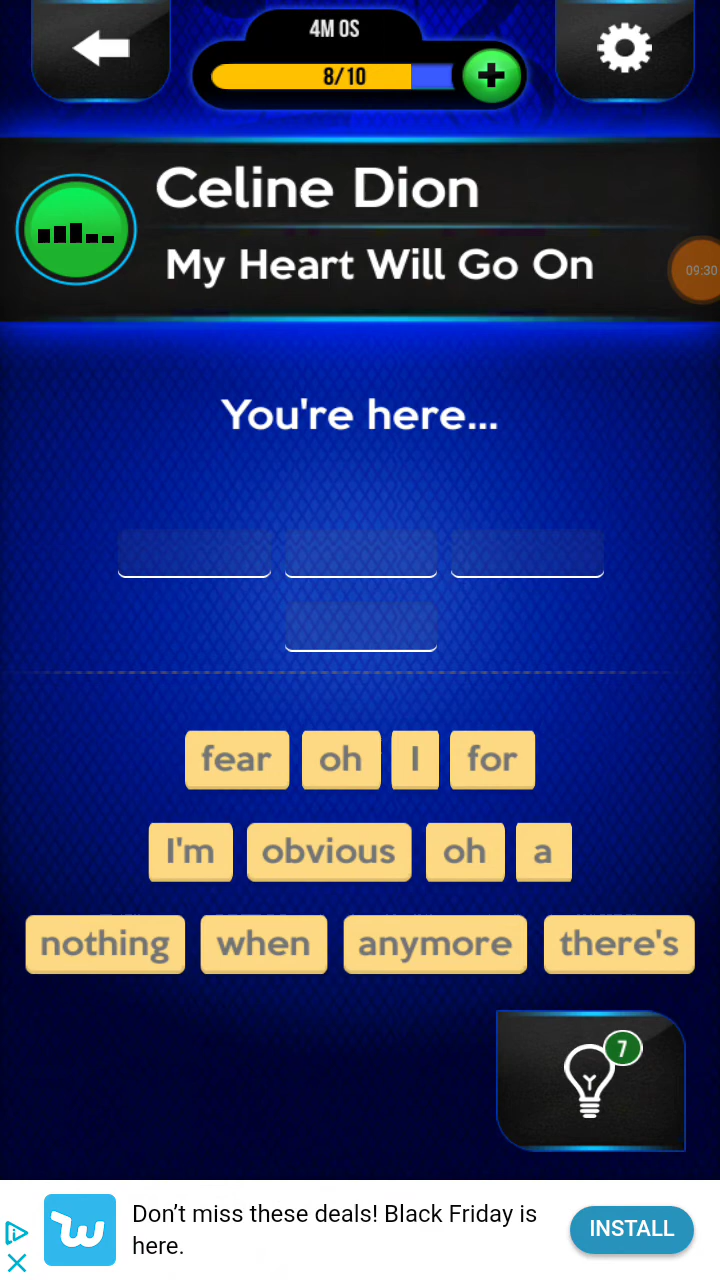 4M 0S
8/10
Celine Dion
My Heart Will Go On
09:30
You're here...
fear oh I for
I'm obvious oh a
nothing when anymore there's
7
Don't miss these deals! Black Friday is
here.
INSTALL